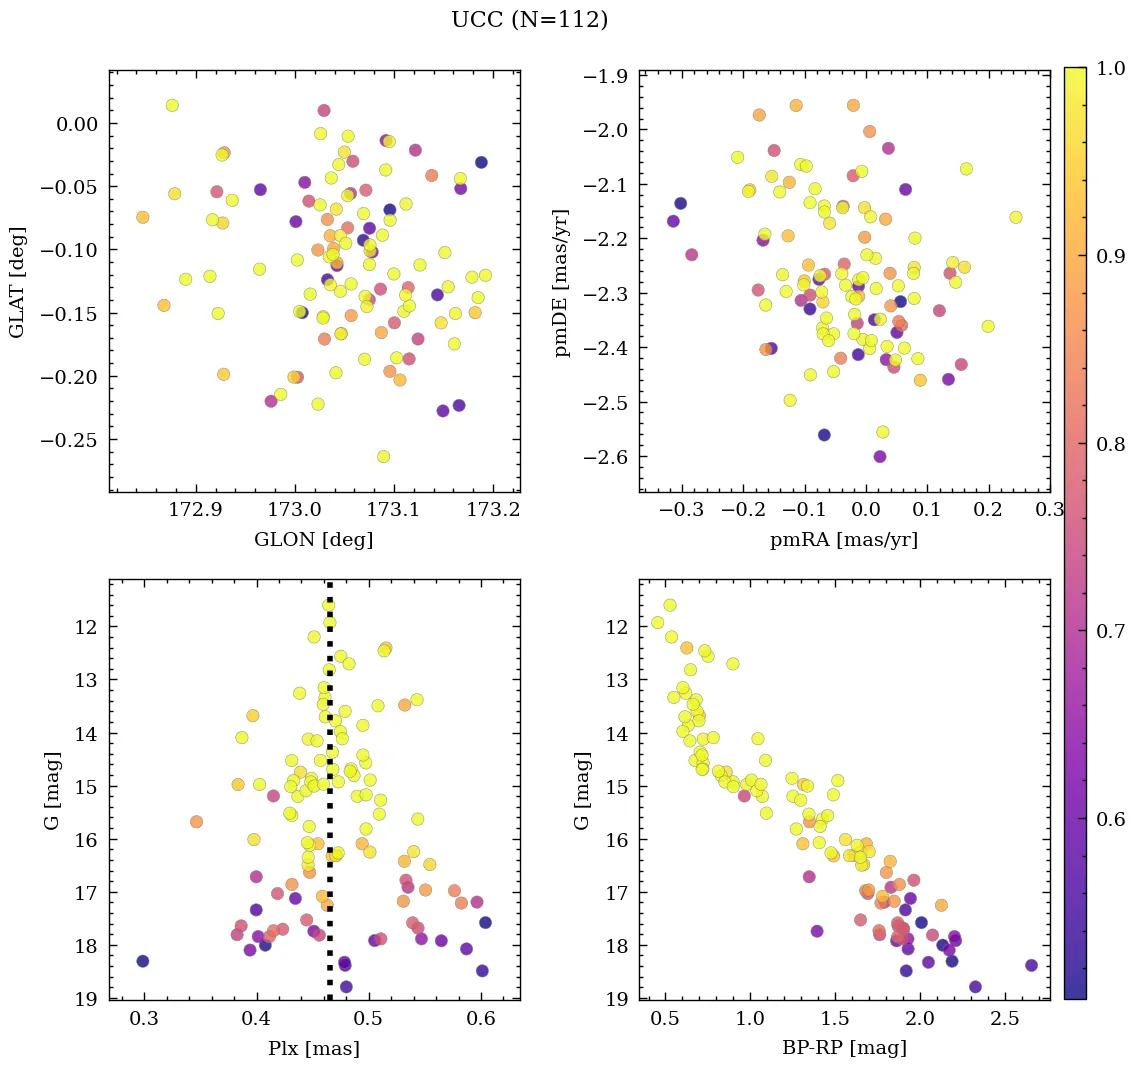 UCC (N=112)
0.00
−0.05
−0.10
−0.15
−0.20
−0.25
GLAT [deg]
172.9 173.0 173.1 173.2
GLON [deg]
−1.9
−2.0
−2.1
−2.2
−2.3
−2.4
−2.5
−2.6
pmDE [mas/yr]
−0.3 −0.2 −0.1 0.0 0.1 0.2 0.3
pmRA [mas/yr]
1.0
0.9
0.8
0.7
0.6
12
13
14
15
16
17
18
19
G [mag]
0.3 0.4 0.5 0.6
Plx [mas]
12
13
14
15
16
17
18
19
G [mag]
0.5 1.0 1.5 2.0 2.5
BP-RP [mag]